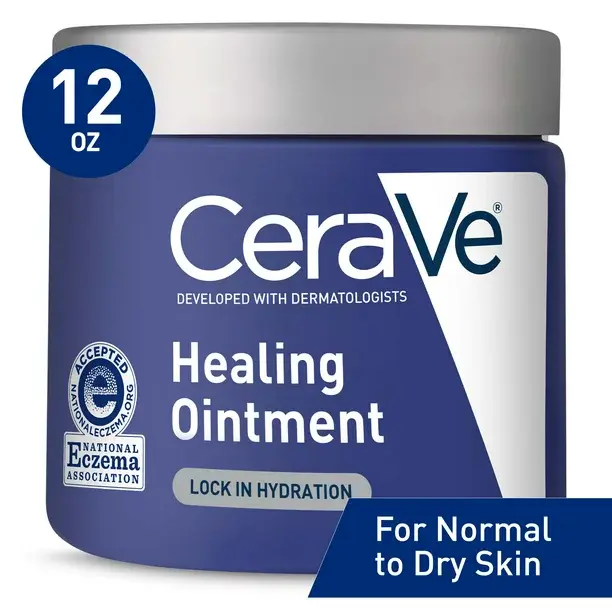 12
OZ
CeraVe®
DEVELOPED WITH DERMATOLOGISTS
Healing
Ointment
LOCK IN HYDRATION
ACCEPTED
NATIONALECZEMA.ORG
e
NATIONAL
Eczema
ASSOCIATION
For Normal
to Dry Skin